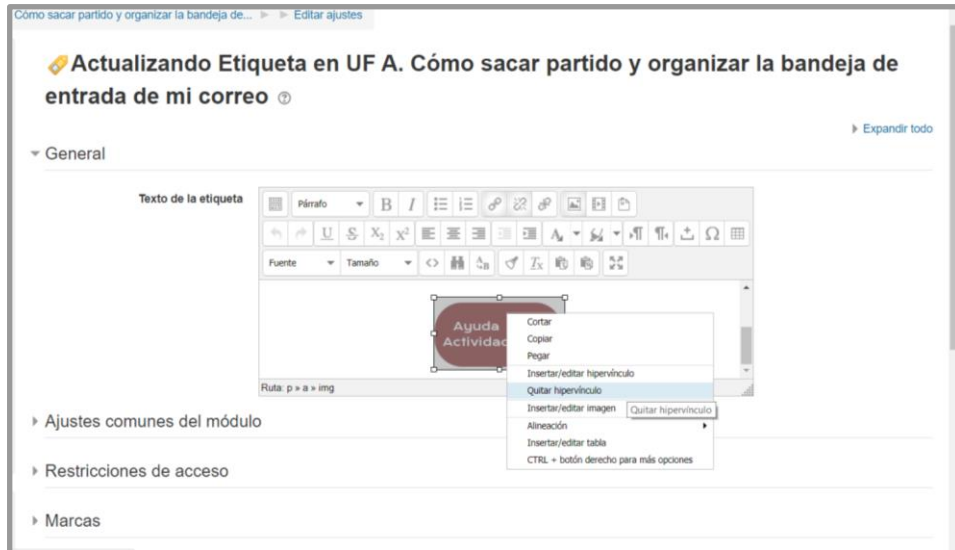 Cómo sacar partido y organizar la bandeja de... Editar ajustes
Actualizando Etiqueta en UF A. Cómo sacar partido y organizar la bandeja de
entrada de mi correo
Expandir todo
General
Texto de la etiqueta
Párrafo
B I
U S X2 X2
Fuente Tamaño
Ayuda
Actividad
Cortar
Copiar
Pegar
Insertar/editar hipervínculo
Quitar hipervínculo
Insertar/editar imagen Quitar hipervínculo
Alineación
Insertar/editar tabla
CTRL + botón derecho para más opciones
Ruta: p » a » img
Ajustes comunes del módulo
Restricciones de acceso
Marcas